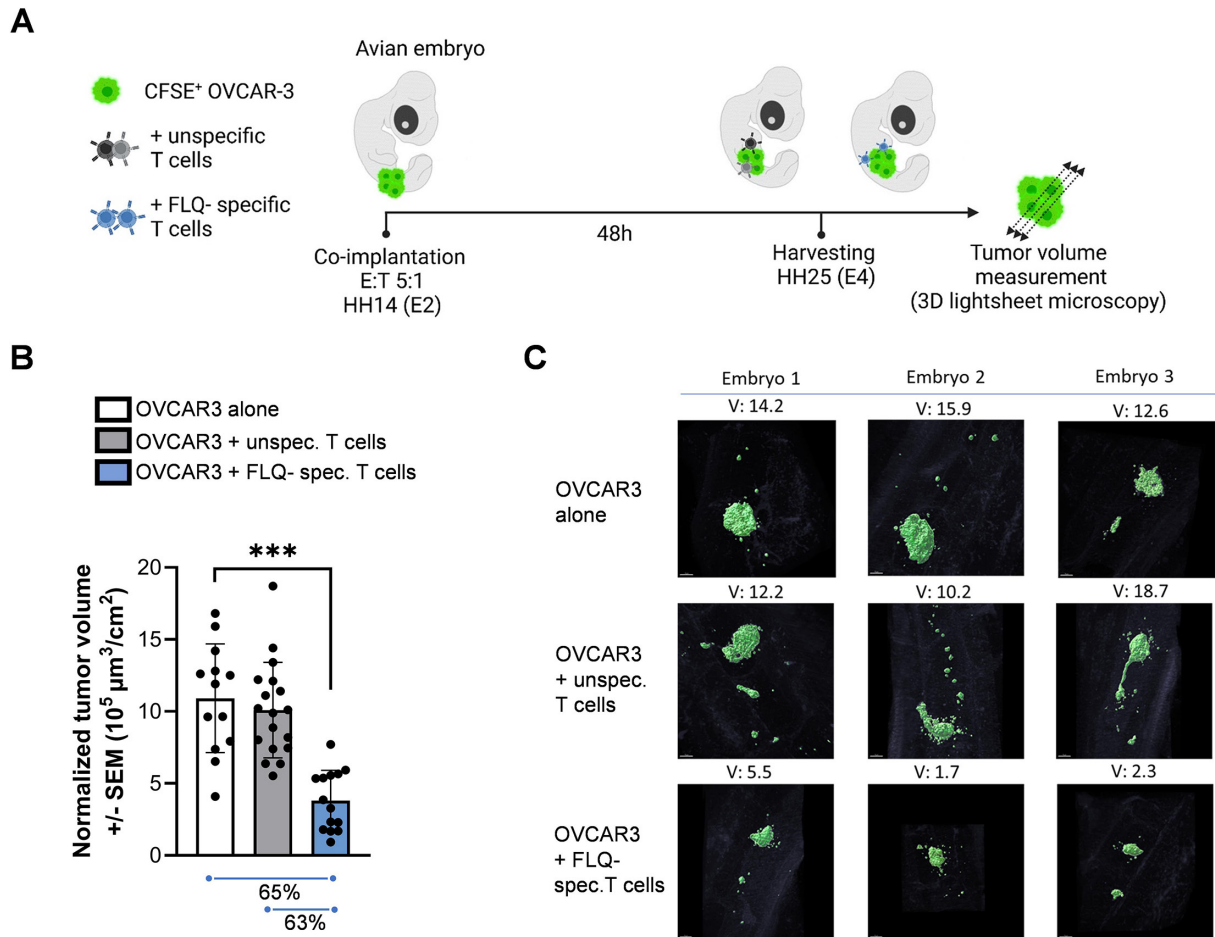 A
Avian embryo
CFSE⁺ OVCAR-3
+ unspecific
T cells
+ FLQ- specific
T cells
48h
Co-implantation
E:T 5:1
HH14 (E2)
Harvesting
HH25 (E4)
Tumor volume
measurement
(3D lightsheet microscopy)
B
OVCAR3 alone
OVCAR3 + unspec. T cells
OVCAR3 + FLQ- spec. T cells
Normalized tumor volume
+/- SEM (10⁵ µm³/cm²)
20
15
10
5
0
***
65%
63%
C
Embryo 1
Embryo 2
Embryo 3
V: 14.2
V: 15.9
V: 12.6
OVCAR3
alone
V: 12.2
V: 10.2
V: 18.7
OVCAR3
+ unspec.
T cells
V: 5.5
V: 1.7
V: 2.3
OVCAR3
+ FLQ-
spec.T cells